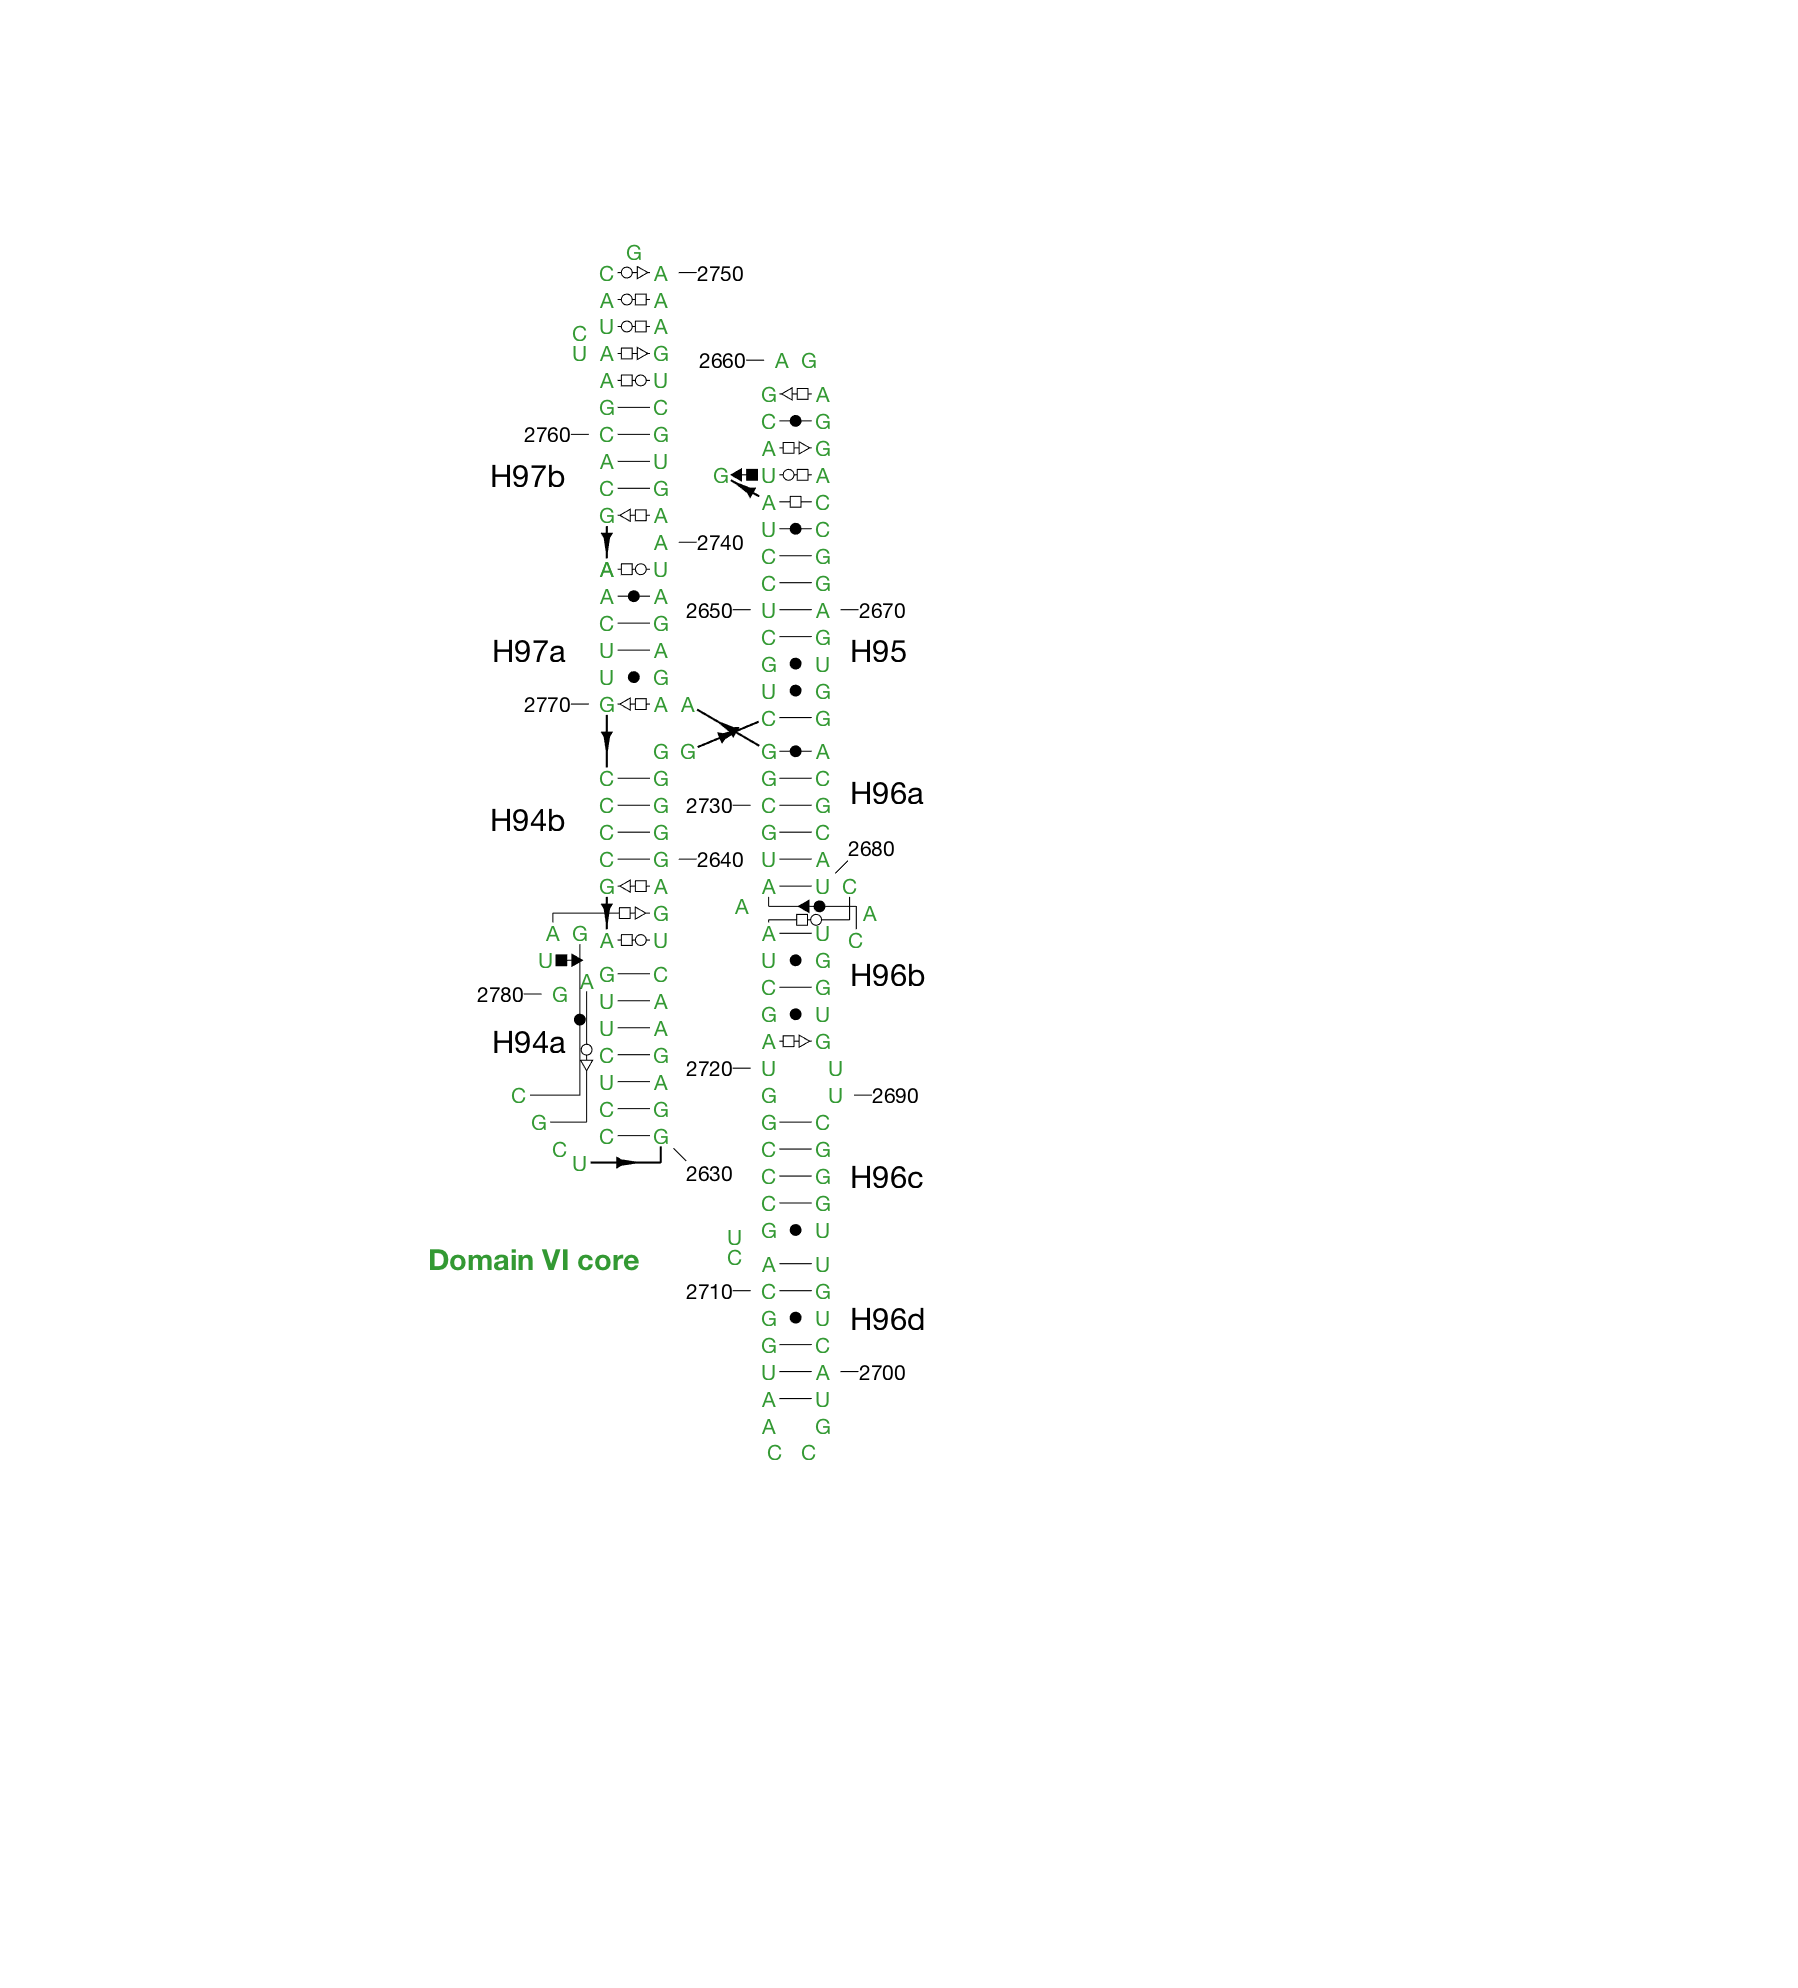 G
C A 2750
A A
U A
C
U A G 2660 A G
A U
G A
G C
C G
2760 C G
A G
A U
H97b G U A
C G
A C
G A
U C
A 2740
C G
A U
C G
A A
2650 U A 2670
C G
C G
H97a U A H95
G U
U G
U G
2770 G A A
C G
G G G A
C G
G C
H96a
C G 2730 C G
H94b
C G
G C
2680
C G 2640 U A
G A A U C
A
G A
A G A U C
U
A U
U G
H96b
G C
A
C G
2780 G
U A
G U
U A
H94a A G
C G
2720 U U
U A
C G U 2690
C G
G G C
C G
C G
C
U
2630
C G
H96c
C G
U G U
C
Domain VI core
A U
2710 C G
G U H96d
G C
U A 2700
A U
A G
C C